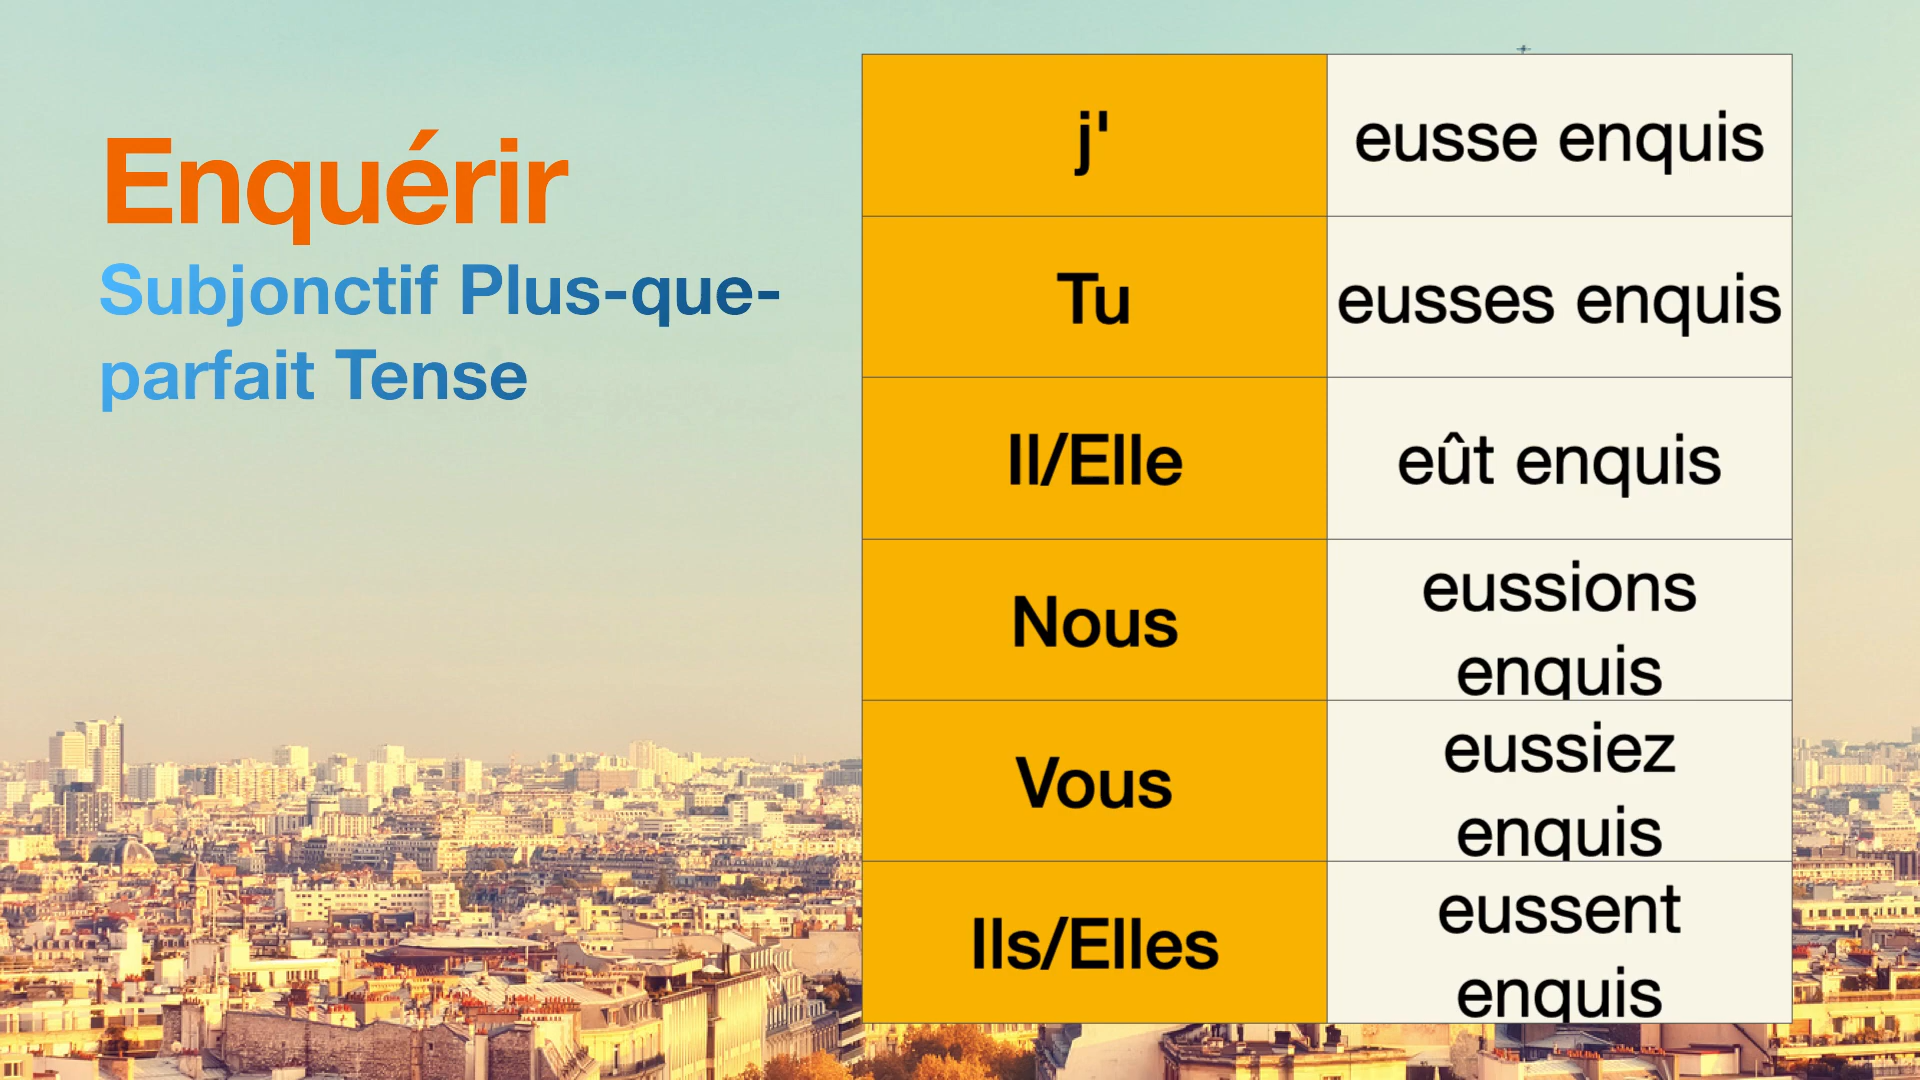 Enquérir
Subjonctif Plus-que-
parfait Tense
j' eusse enquis
Tu eusses enquis
Il/Elle eût enquis
Nous eussions
enquis
Vous eussiez
enquis
Ils/Elles eussent
enquis